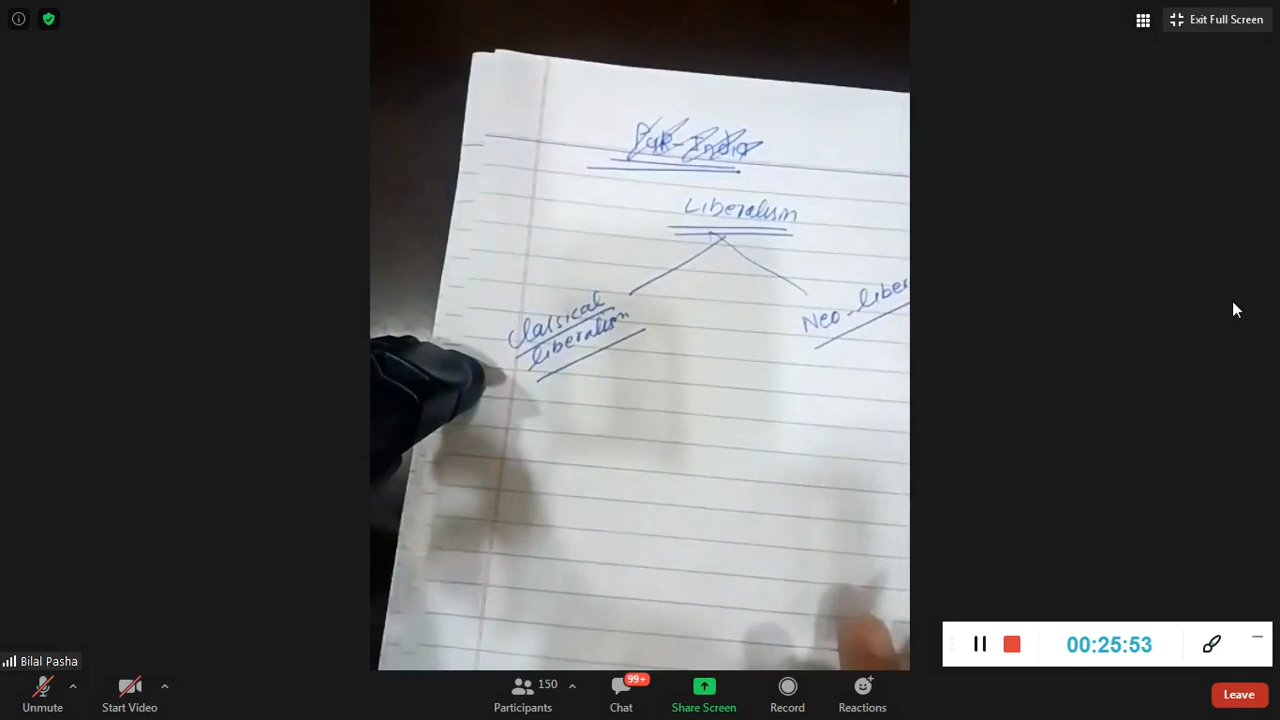 Exit Full Screen
Pak-India
Liberalism
Classical
liberalism
Neo-liber
00:25:53
Bilal Pasha
150
99+
Unmute
Start Video
Participants
Chat
Share Screen
Record
Reactions
Leave